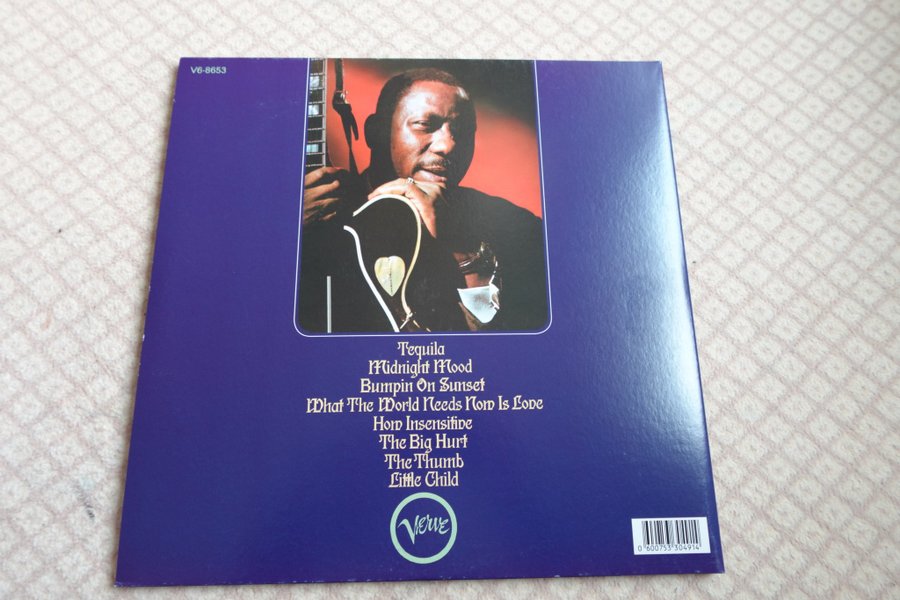 V6-8653
Tequila
Midnight Mood
Bumpin On Sunset
What The World Needs Now Is Love
How Insensitive
The Big Hurt
The Thumb
Little Child
Verve
0 600753 304914